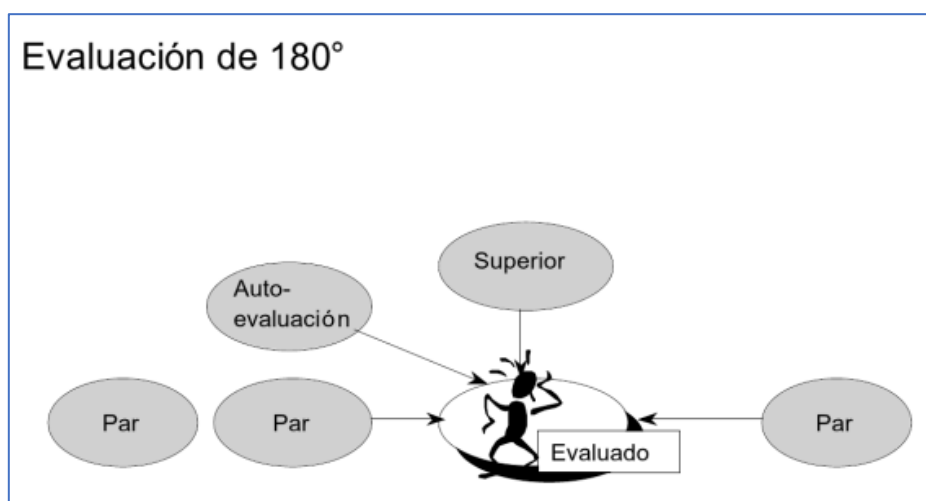 Evaluación de 180°
Superior
Auto-
evaluación
Par
Par
Par
Evaluado